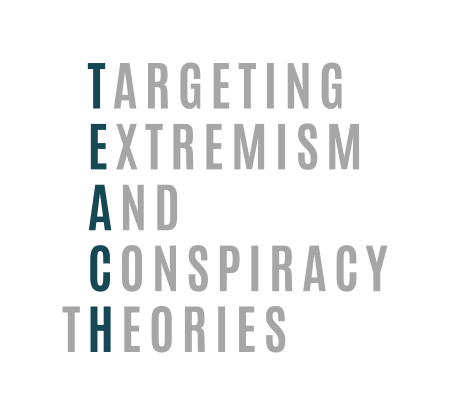 TARGETING
EXTREMISM
AND
CONSPIRACY
THEORIES